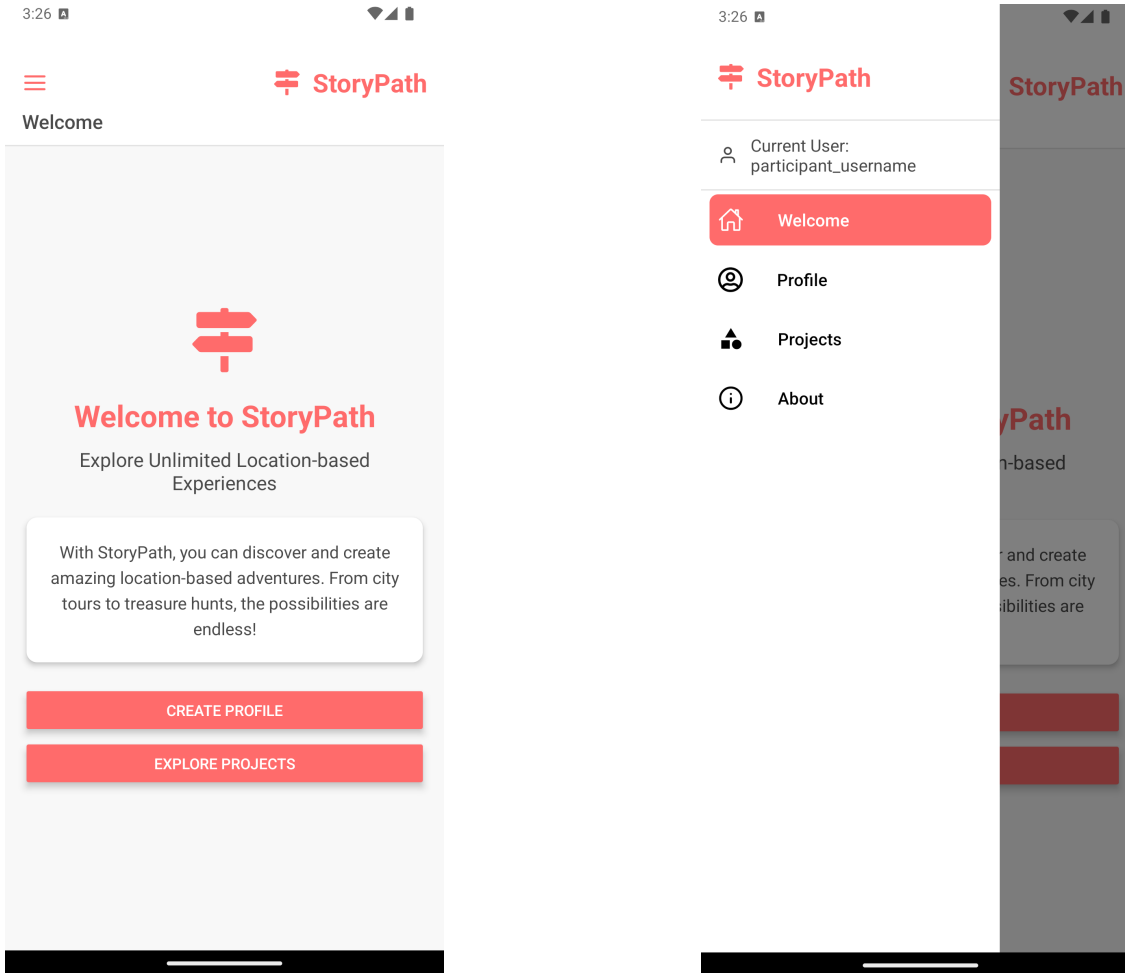 3:26
StoryPath
Welcome
Welcome to StoryPath
Explore Unlimited Location-based
Experiences
With StoryPath, you can discover and create
amazing location-based adventures. From city
tours to treasure hunts, the possibilities are
endless!
CREATE PROFILE
EXPLORE PROJECTS
3:26
StoryPath
Current User:
participant_username
Welcome
Profile
Projects
About
StoryPath
yPath
n-based
r and create
es. From city
sibilities are